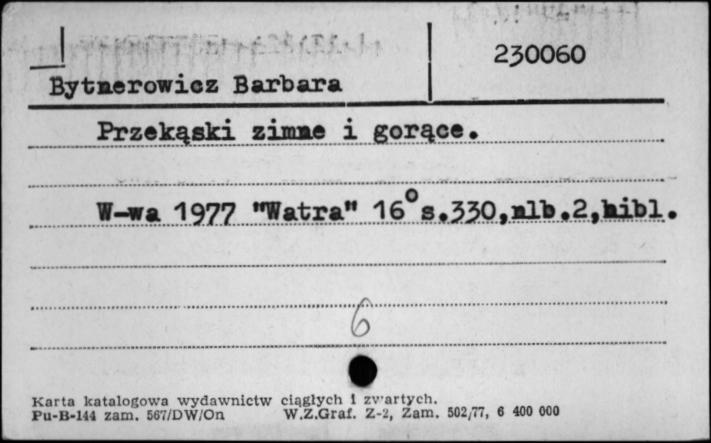 230060
Bytnerowicz Barbara
Przekąski zimne i gorące.
W-wa 1977 "Watra" 16° s.330,nlb.2,bibl.
6
Karta katalogowa wydawnictw ciągłych i zwartych.
Pu-B-144 zam. 567/DW/On W.Z.Graf. Z-2, Zam. 502/77, 6 400 000